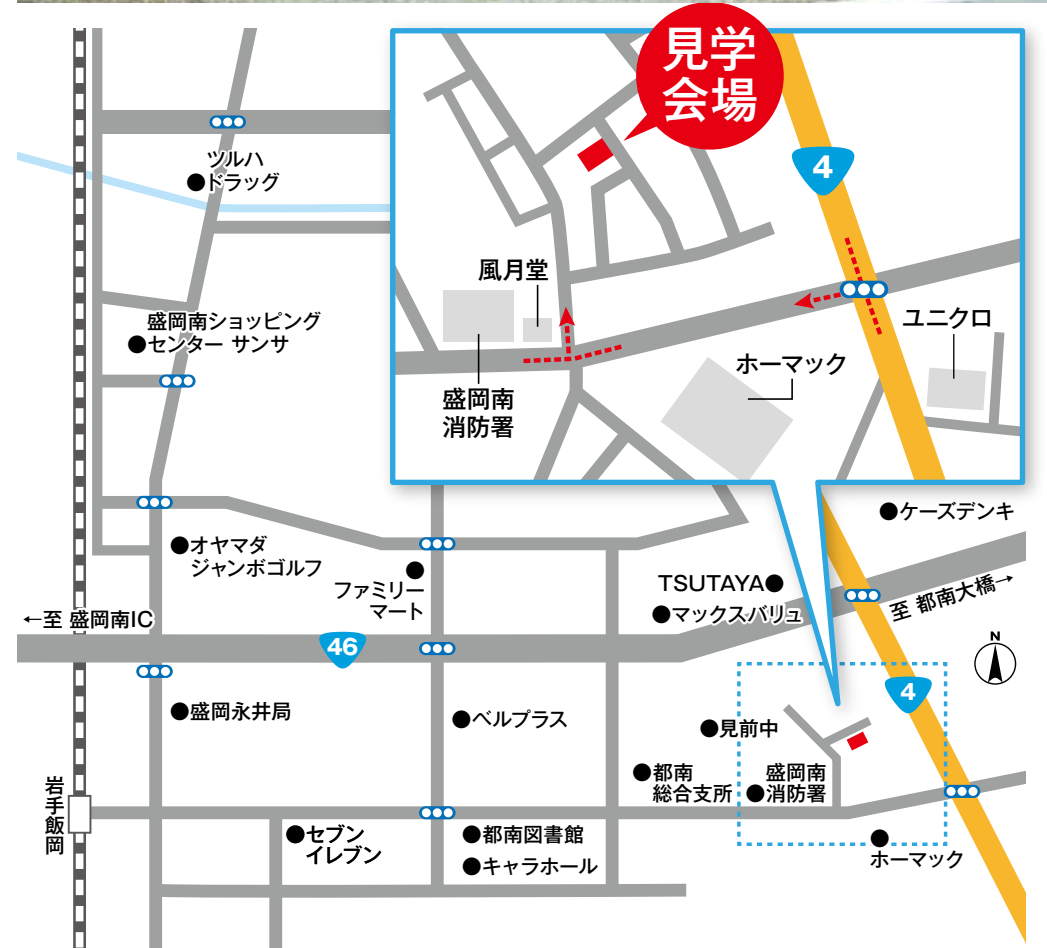 見学
会場
4
ツルハ
ドラッグ
風月堂
ユニクロ
盛岡南ショッピング
センター サンサ
ホーマック
盛岡南
消防署
ケーズデンキ
オヤマダ
ジャンボゴルフ
ファミリー
マート
TSUTAYA
マックスバリュ
至 都南大橋→
←至 盛岡南IC
46
N
4
盛岡永井局
ベルプラス
見前中
都南
総合支所
盛岡南
消防署
岩手飯岡
セブン
イレブン
都南図書館
キャラホール
ホーマック